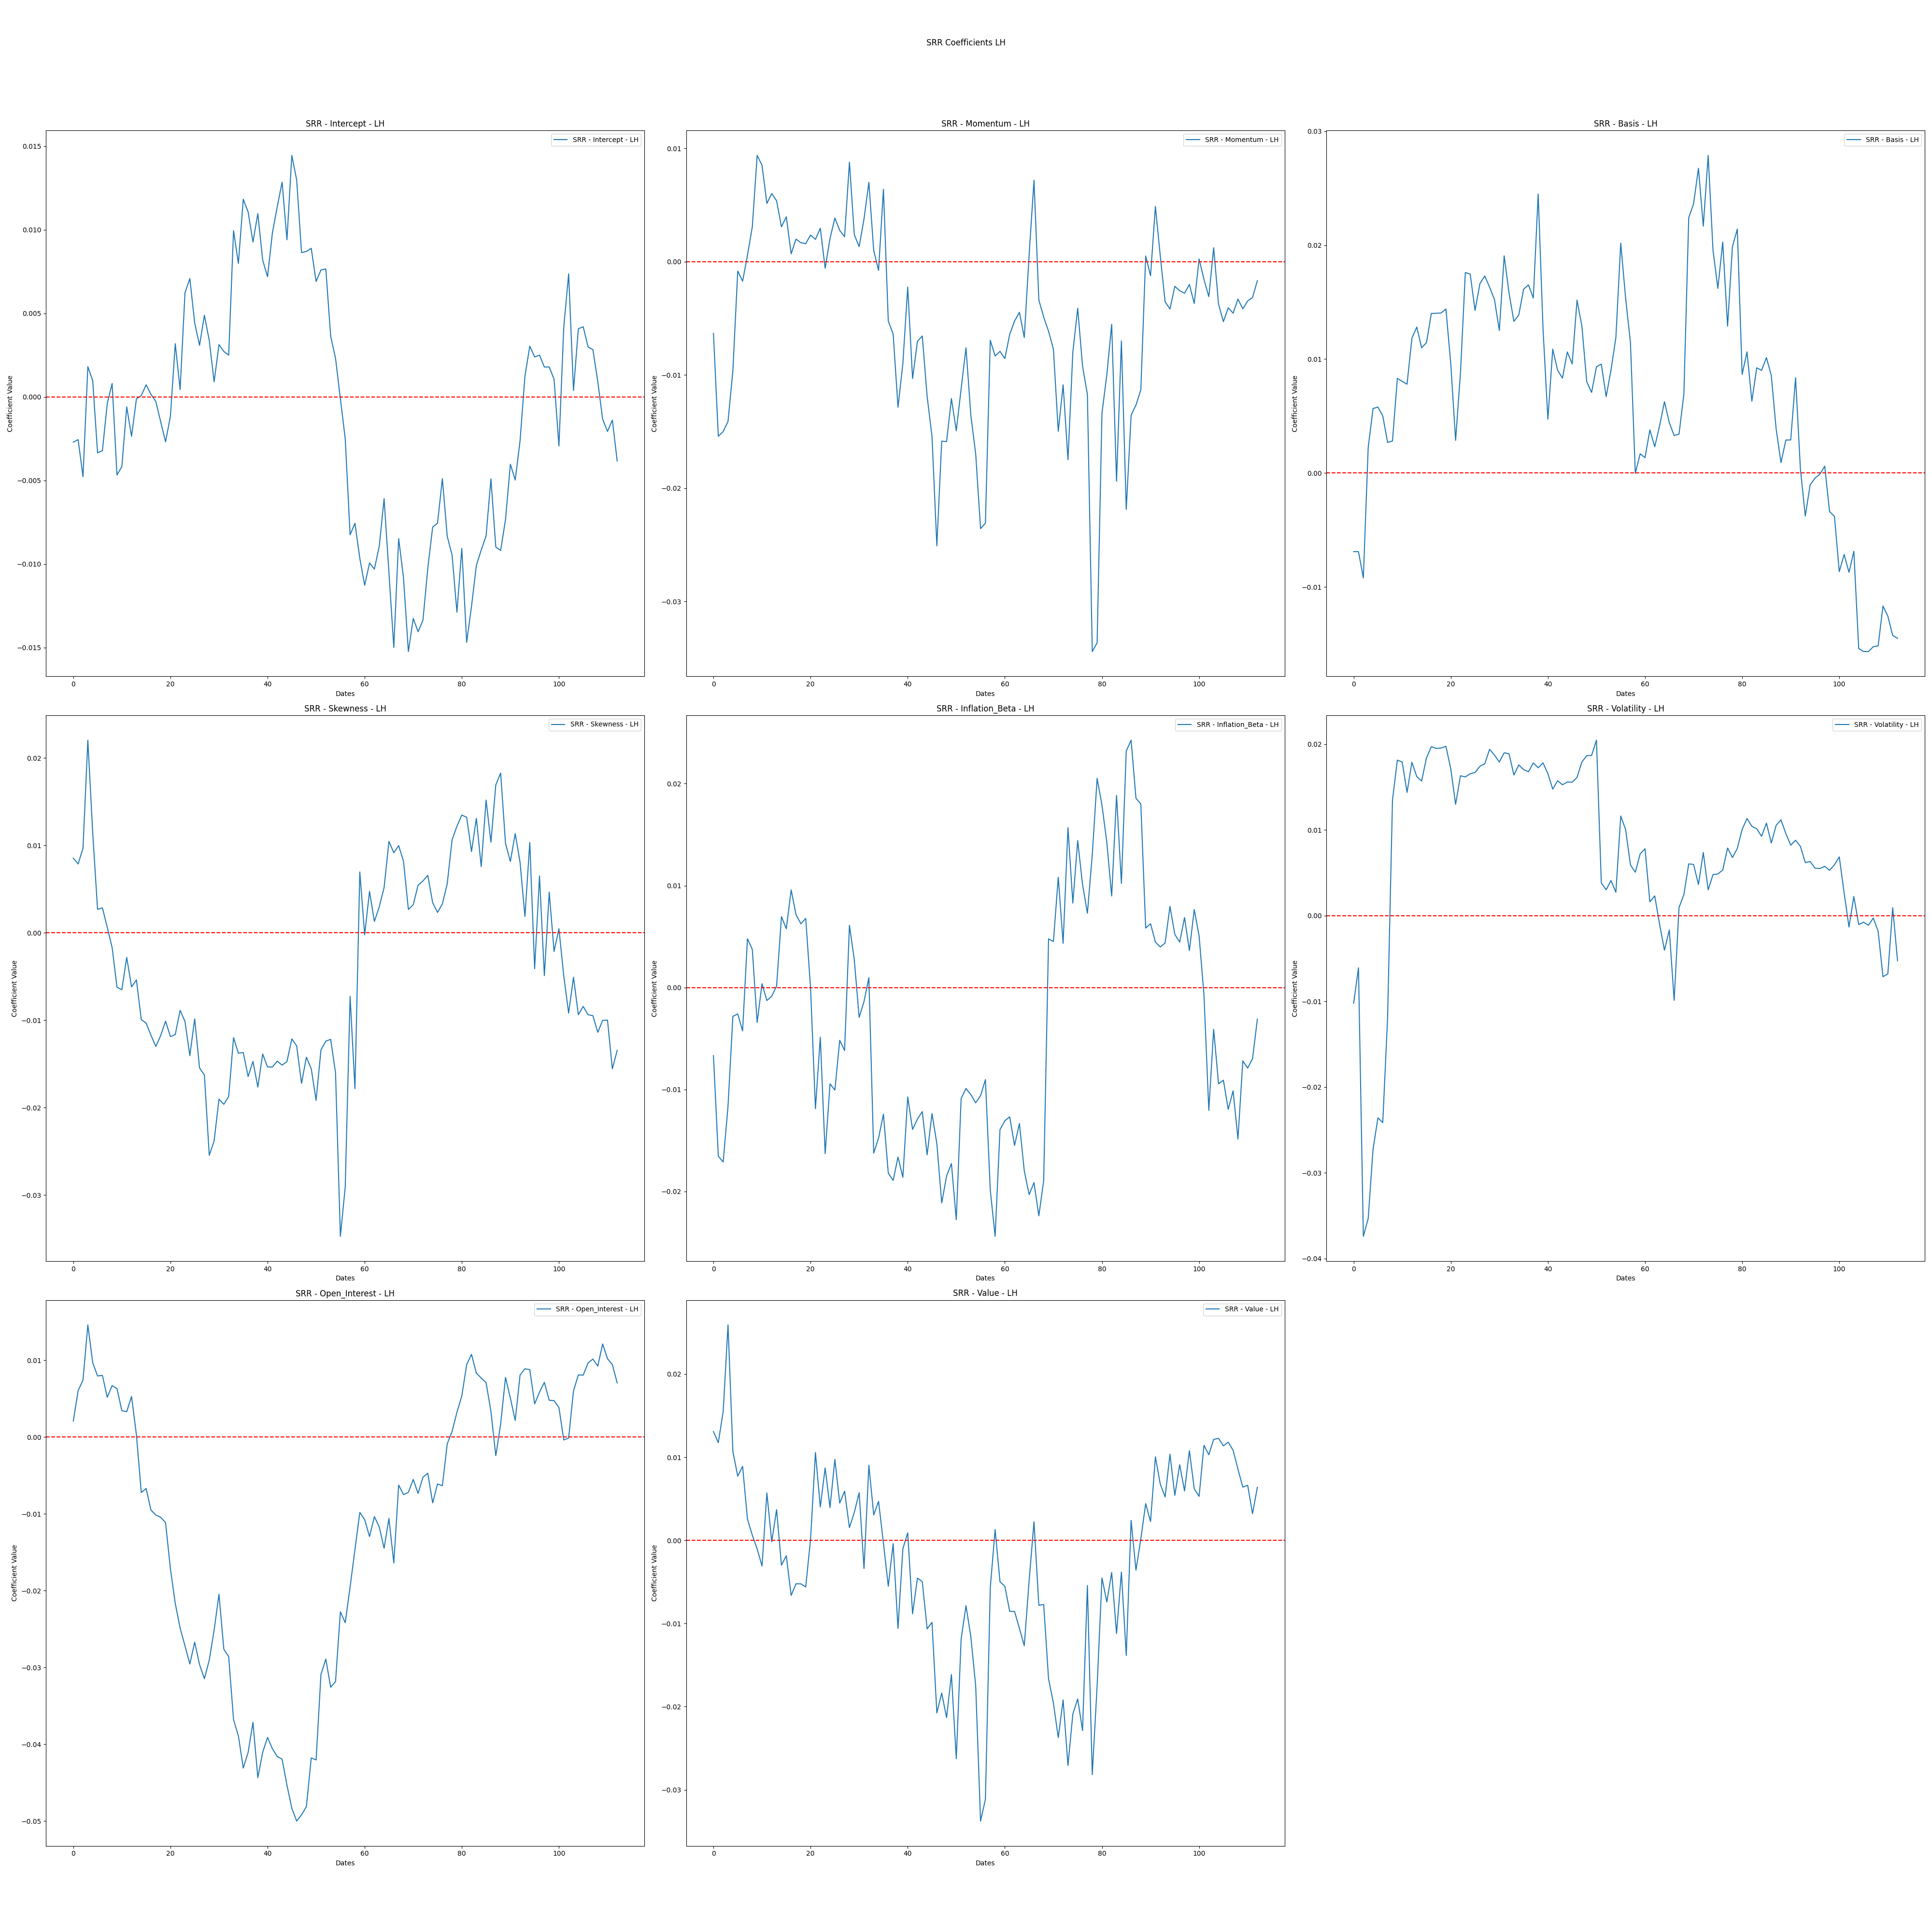 SRR Coefficients LH
SRR - Intercept - LH
SRR - Intercept - LH
0.015
0.010
0.005
0.000
−0.005
−0.010
−0.015
Coefficient Value
0 20 40 60 80 100
Dates
SRR - Momentum - LH
SRR - Momentum - LH
0.01
0.00
−0.01
−0.02
−0.03
Coefficient Value
0 20 40 60 80 100
Dates
SRR - Basis - LH
SRR - Basis - LH
0.03
0.02
0.01
0.00
−0.01
Coefficient Value
0 20 40 60 80 100
Dates
SRR - Skewness - LH
SRR - Skewness - LH
0.02
0.01
0.00
−0.01
−0.02
−0.03
Coefficient Value
0 20 40 60 80 100
Dates
SRR - Inflation_Beta - LH
SRR - Inflation_Beta - LH
0.02
0.01
0.00
−0.01
−0.02
Coefficient Value
0 20 40 60 80 100
Dates
SRR - Volatility - LH
SRR - Volatility - LH
0.02
0.01
0.00
−0.01
−0.02
−0.03
−0.04
Coefficient Value
0 20 40 60 80 100
Dates
SRR - Open_Interest - LH
SRR - Open_Interest - LH
0.01
0.00
−0.01
−0.02
−0.03
−0.04
−0.05
Coefficient Value
0 20 40 60 80 100
Dates
SRR - Value - LH
SRR - Value - LH
0.02
0.01
0.00
−0.01
−0.02
−0.03
Coefficient Value
0 20 40 60 80 100
Dates